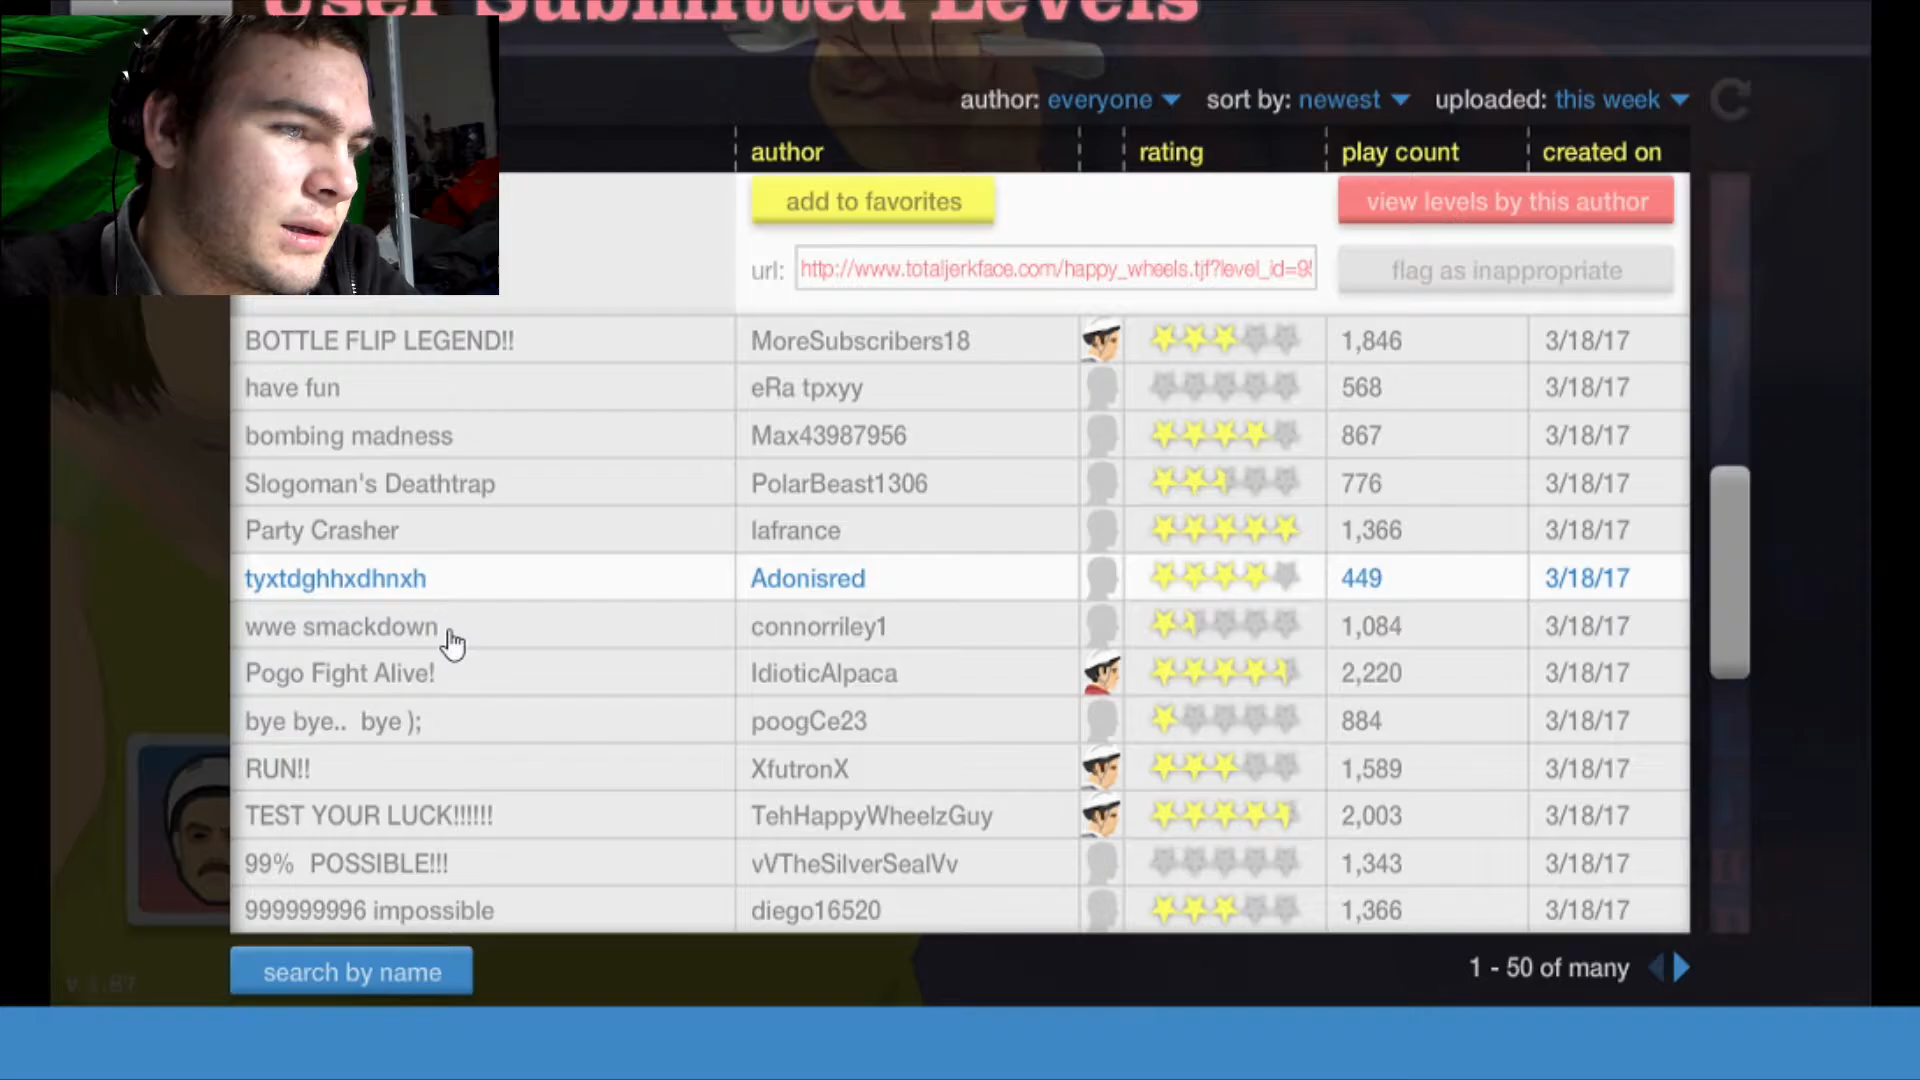 User Submitted Levels
author: everyone sort by: newest uploaded: this week
author rating play count created on
add to favorites view levels by this author
url: http://www.totaljerkface.com/happy_wheels.tjf?level_id=9 flag as inappropriate
BOTTLE FLIP LEGEND!! MoreSubscribers18 1,846 3/18/17
have fun eRa tpxyy 568 3/18/17
bombing madness Max43987956 867 3/18/17
Slogoman's Deathtrap PolarBeast1306 776 3/18/17
Party Crasher lafrance 1,366 3/18/17
tyxtdghhxdhnxh Adonisred 449 3/18/17
wwe smackdown connorriley1 1,084 3/18/17
Pogo Fight Alive! IdioticAlpaca 2,220 3/18/17
bye bye.. bye ); poogCe23 884 3/18/17
RUN!! XfutronX 1,589 3/18/17
TEST YOUR LUCK!!!!!! TehHappyWheelzGuy 2,003 3/18/17
99% POSSIBLE!!! vVTheSilverSealVv 1,343 3/18/17
999999996 impossible diego16520 1,366 3/18/17
search by name 1 - 50 of many
v 1.87